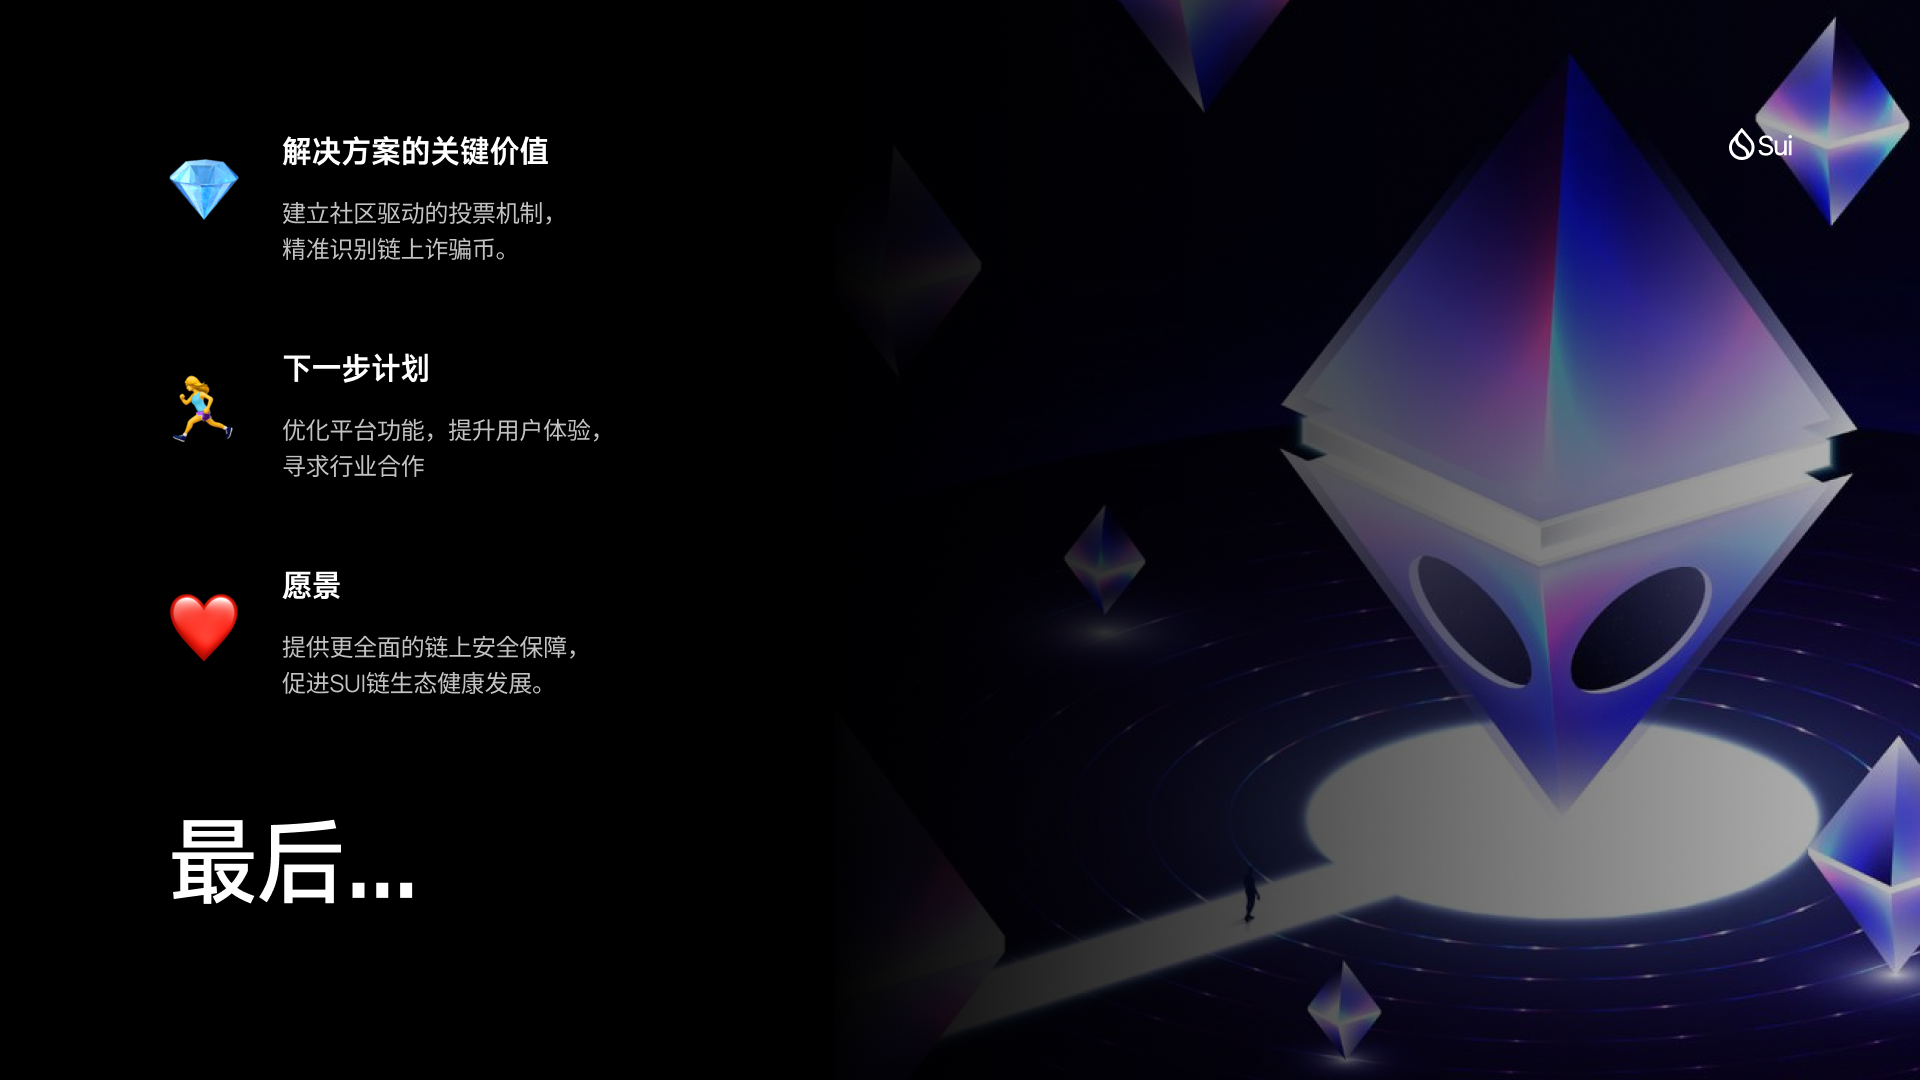 解决方案的关键价值
建立社区驱动的投票机制，
精准识别链上诈骗币。
下一步计划
优化平台功能，提升用户体验，
寻求行业合作
愿景
提供更全面的链上安全保障，
促进SUI链生态健康发展。
最后...
Sui